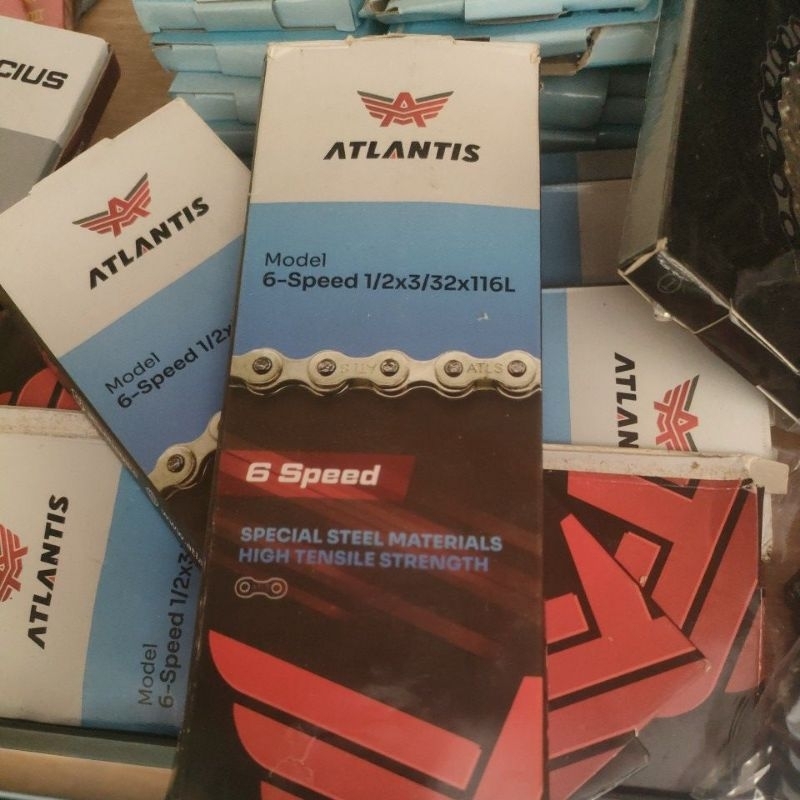 CIUS
ATLANTIS
Model
6-Speed 1/2x3/32x116L
ATLS
6 Speed
SPECIAL STEEL MATERIALS
HIGH TENSILE STRENGTH
ATLANTIS
Model
6-Speed 1/2x
ATLANTIS
Model
6-Speed 1/2x3
ATLANTIS